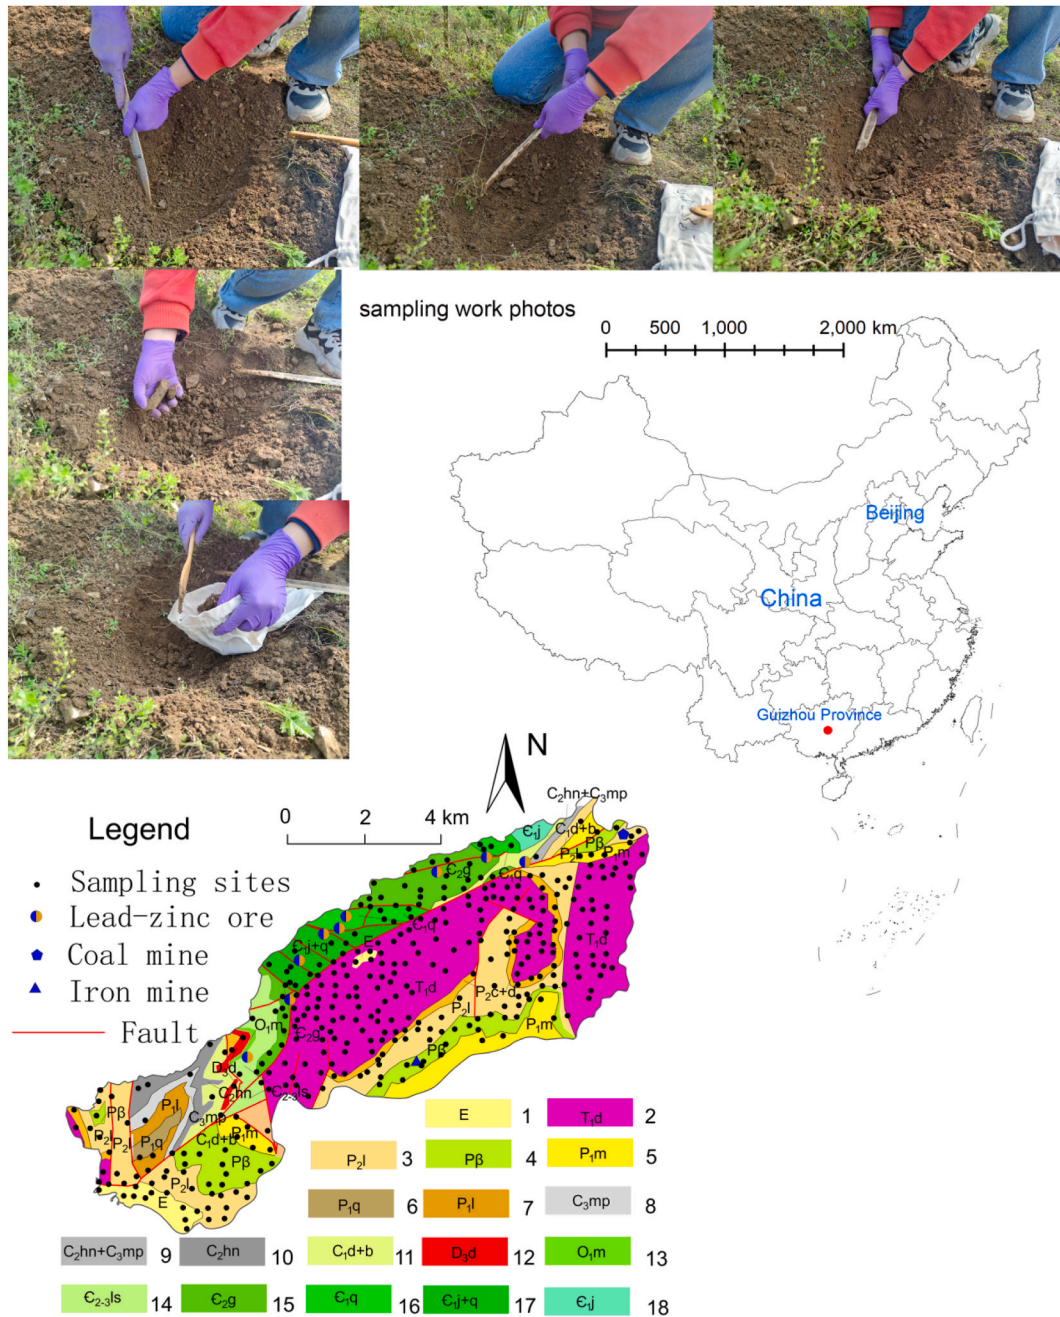 sampling work photos
0 500 1,000 2,000 km
Beijing
China
Guizhou Province
N
0 2 4 km
Legend
Sampling sites
Lead-zinc ore
Coal mine
Iron mine
Fault
C₂hn+C₃mp
Є₁j
C₁d+b
Pβ
P₂l
P₁m
Є₂g
Є₁q
Є₁q
Є₁j+q
E
T₁d
T₁d
P₂c+d
P₂l
P₁m
O₁m
Є₂g
Pβ
D₃d
C₂hn
Є₂₋₃ls
P₁l
Pβ
C₃mp
P₁m
P₂l
P₂l
P₁q
C₁d+b
Pβ
P₂l
E
E 1
T₁d 2
P₂l 3
Pβ 4
P₁m 5
P₁q 6
P₁l 7
C₃mp 8
C₂hn+C₃mp 9
C₂hn 10
C₁d+b 11
D₃d 12
O₁m 13
Є₂₋₃ls 14
Є₂g 15
Є₁q 16
Є₁j+q 17
Є₁j 18